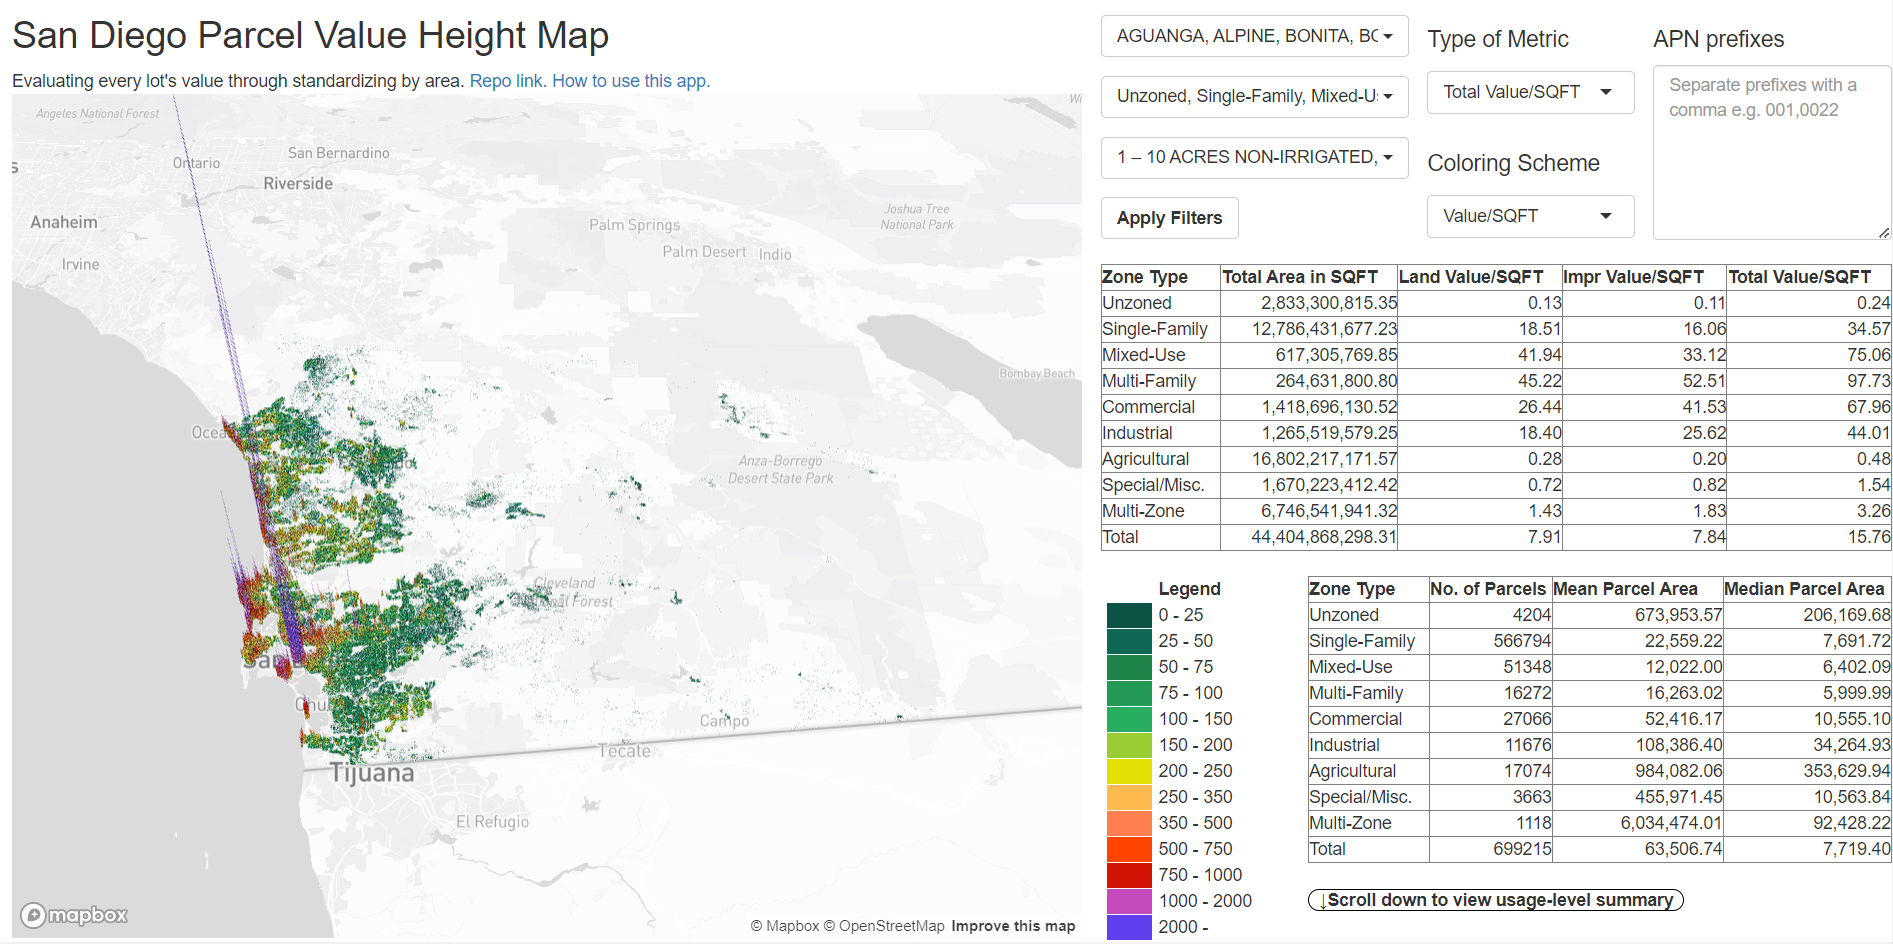 San Diego Parcel Value Height Map
Evaluating every lot's value through standardizing by area. Repo link. How to use this app.
Angeles National Forest
Ontario
San Bernardino
Riverside
Anaheim
Irvine
Palm Springs
Palm Desert
Indio
Joshua Tree
National Park
Bombay Beach
Anza-Borrego
Desert State Park
Cleveland
Campo
Tecate
Tijuana
El Refugio
mapbox
© Mapbox © OpenStreetMap Improve this map
AGUANGA, ALPINE, BONITA, BC
Unzoned, Single-Family, Mixed-U
1 – 10 ACRES NON-IRRIGATED,
Apply Filters
Type of Metric
Total Value/SQFT
Coloring Scheme
Value/SQFT
APN prefixes
Separate prefixes with a
comma e.g. 001,0022
Zone Type Total Area in SQFT Land Value/SQFT Impr Value/SQFT Total Value/SQFT
Unzoned 2,833,300,815.35 0.13 0.11 0.24
Single-Family 12,786,431,677.23 18.51 16.06 34.57
Mixed-Use 617,305,769.85 41.94 33.12 75.06
Multi-Family 264,631,800.80 45.22 52.51 97.73
Commercial 1,418,696,130.52 26.44 41.53 67.96
Industrial 1,265,519,579.25 18.40 25.62 44.01
Agricultural 16,802,217,171.57 0.28 0.20 0.48
Special/Misc. 1,670,223,412.42 0.72 0.82 1.54
Multi-Zone 6,746,541,941.32 1.43 1.83 3.26
Total 44,404,868,298.31 7.91 7.84 15.76
Legend
0 - 25
25 - 50
50 - 75
75 - 100
100 - 150
150 - 200
200 - 250
250 - 350
350 - 500
500 - 750
750 - 1000
1000 - 2000
2000 -
Zone Type No. of Parcels Mean Parcel Area Median Parcel Area
Unzoned 4204 673,953.57 206,169.68
Single-Family 566794 22,559.22 7,691.72
Mixed-Use 51348 12,022.00 6,402.09
Multi-Family 16272 16,263.02 5,999.99
Commercial 27066 52,416.17 10,555.10
Industrial 11676 108,386.40 34,264.93
Agricultural 17074 984,082.06 353,629.94
Special/Misc. 3663 455,971.45 10,563.84
Multi-Zone 1118 6,034,474.01 92,428.22
Total 699215 63,506.74 7,719.40
↓Scroll down to view usage-level summary